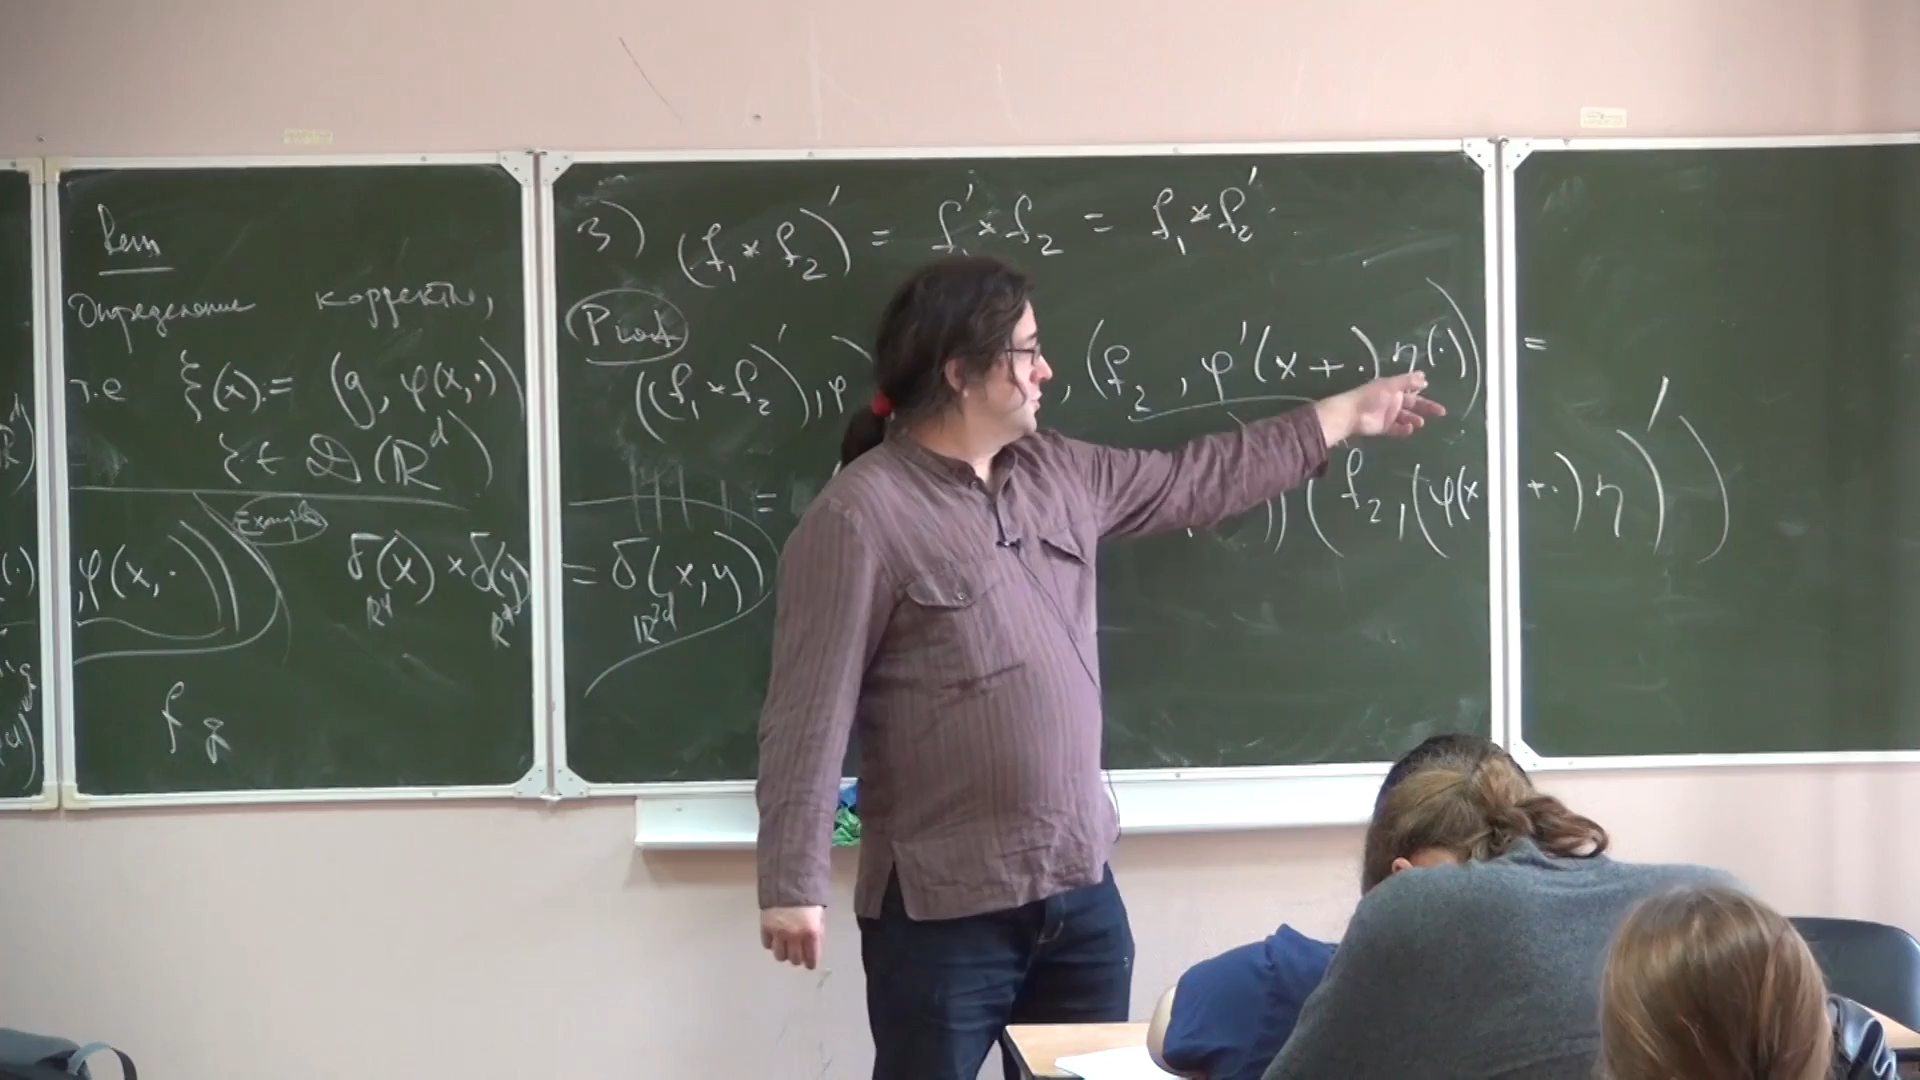 Rem
Определение корректно,
т.е ξ(x) := (g, φ(x,·))
ξ ∈ D(ℝ^d)
Example
φ(x,·)))
δ(x) × δ(y) = δ(x,y)
ℝ^d ℝ^d ℝ^2d
f g
3) (f₁ * f₂)' = f₁' * f₂ = f₁ * f₂'
Proof
((f₁ * f₂)', φ) , (f₂, φ'(x+·) η(·)) =
= (f₂, (φ(x+·)η)'))